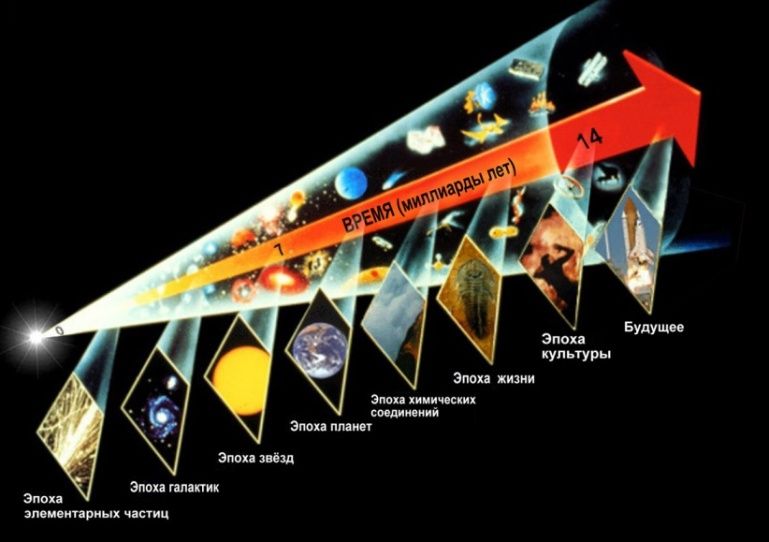 0
7
ВРЕМЯ (миллиарды лет)
14
Эпоха
элементарных частиц
Эпоха галактик
Эпоха звёзд
Эпоха планет
Эпоха химических
соединений
Эпоха жизни
Эпоха
культуры
Будущее